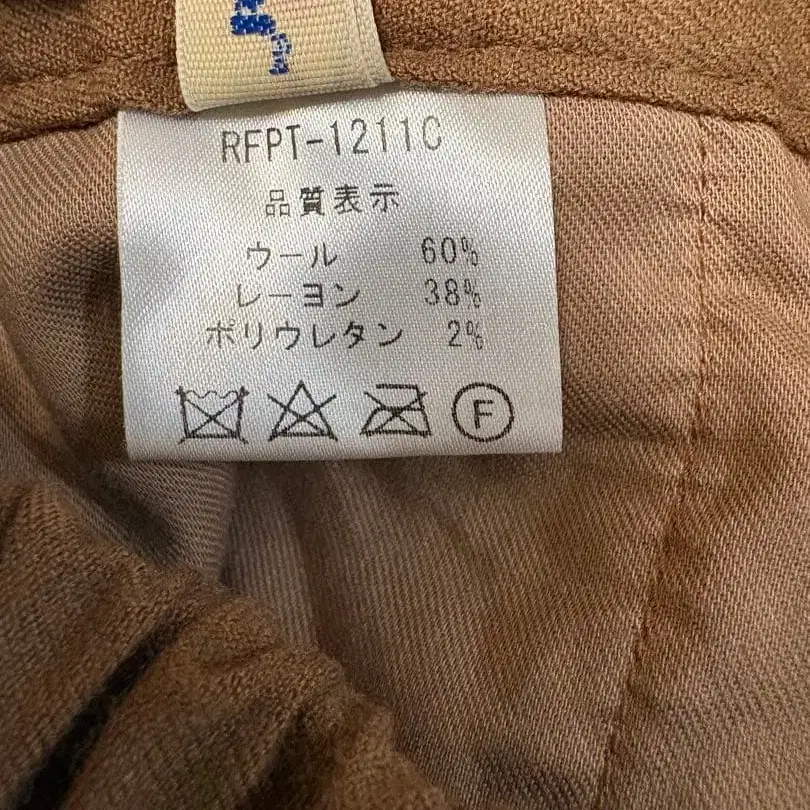 RFPT-1211C
品質表示
ウール 60%
レーヨン 38%
ポリウレタン 2%
F